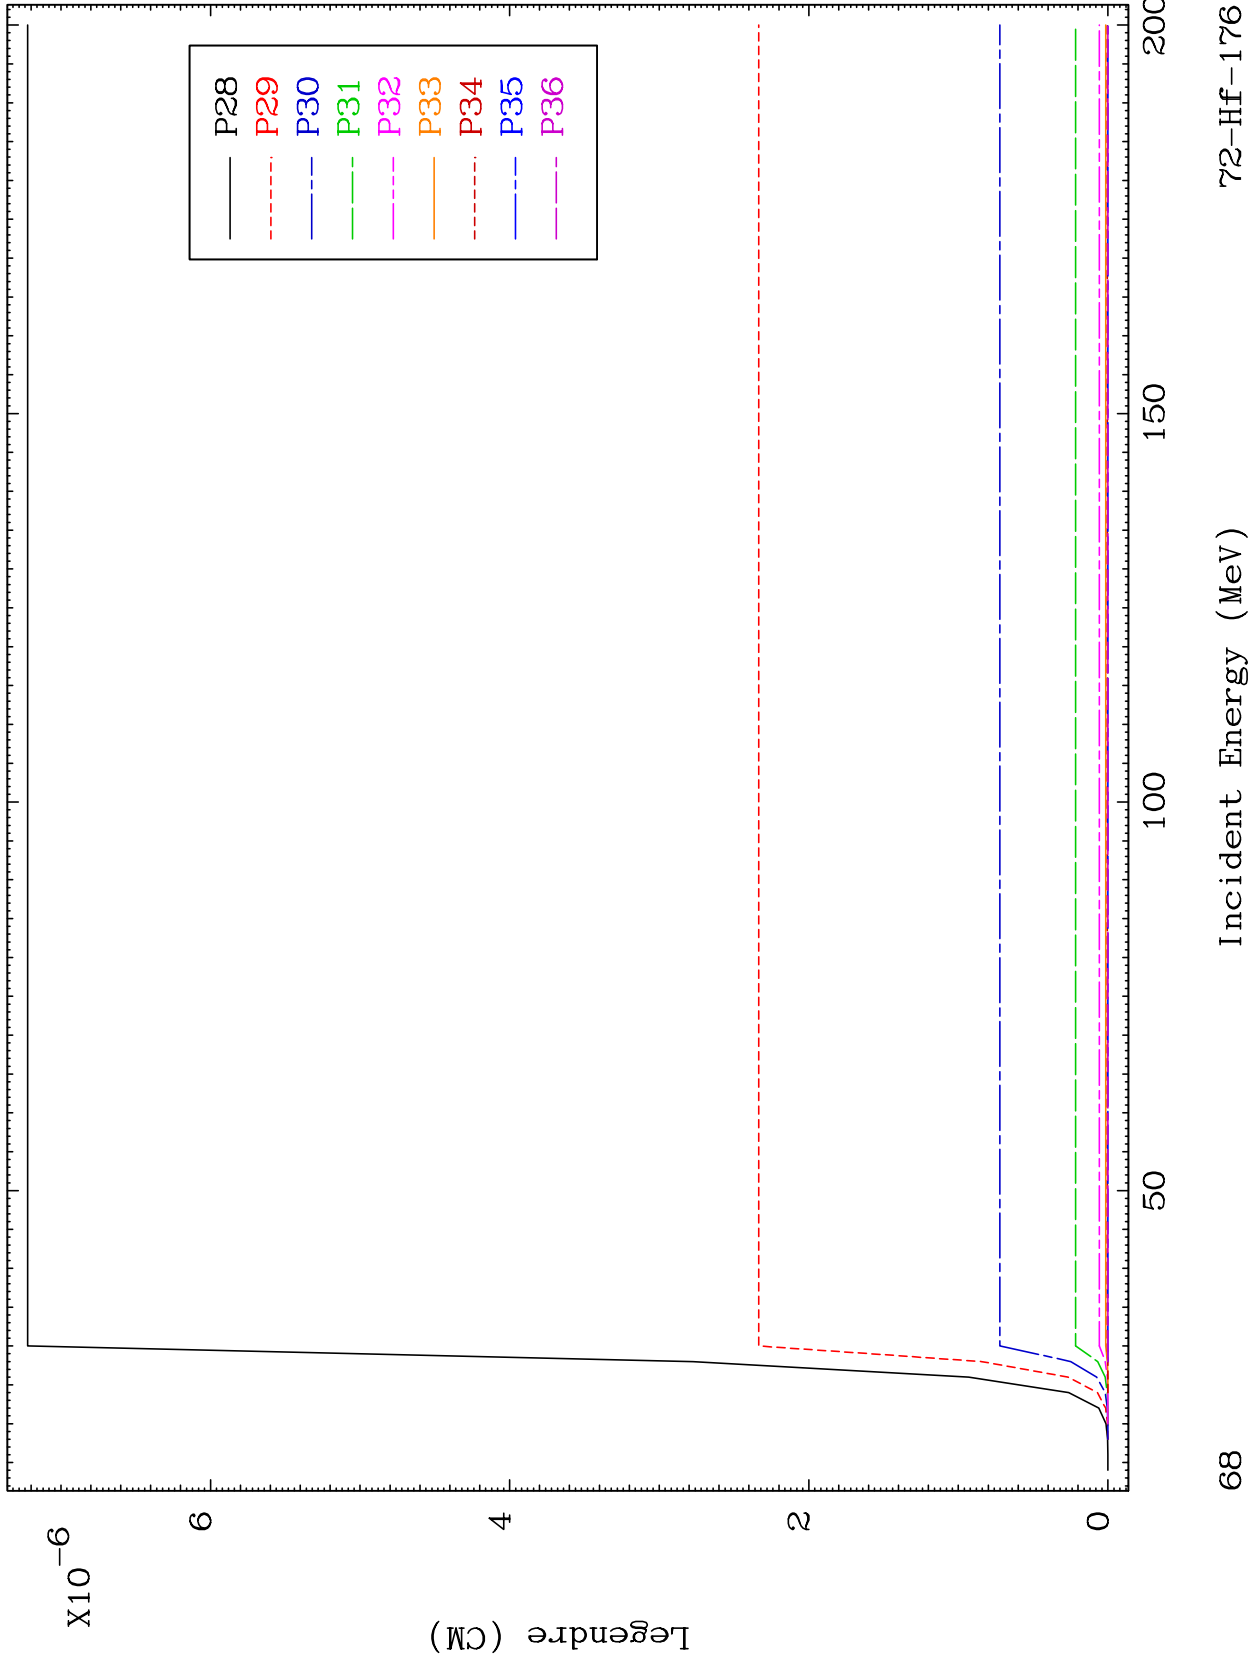 X10-6
6
4
2
0
Legendre (CM)
P28
P29
P30
P31
P32
P33
P34
P35
P36
50
100
150
200
Incident Energy (MeV)
68
72-Hf-176